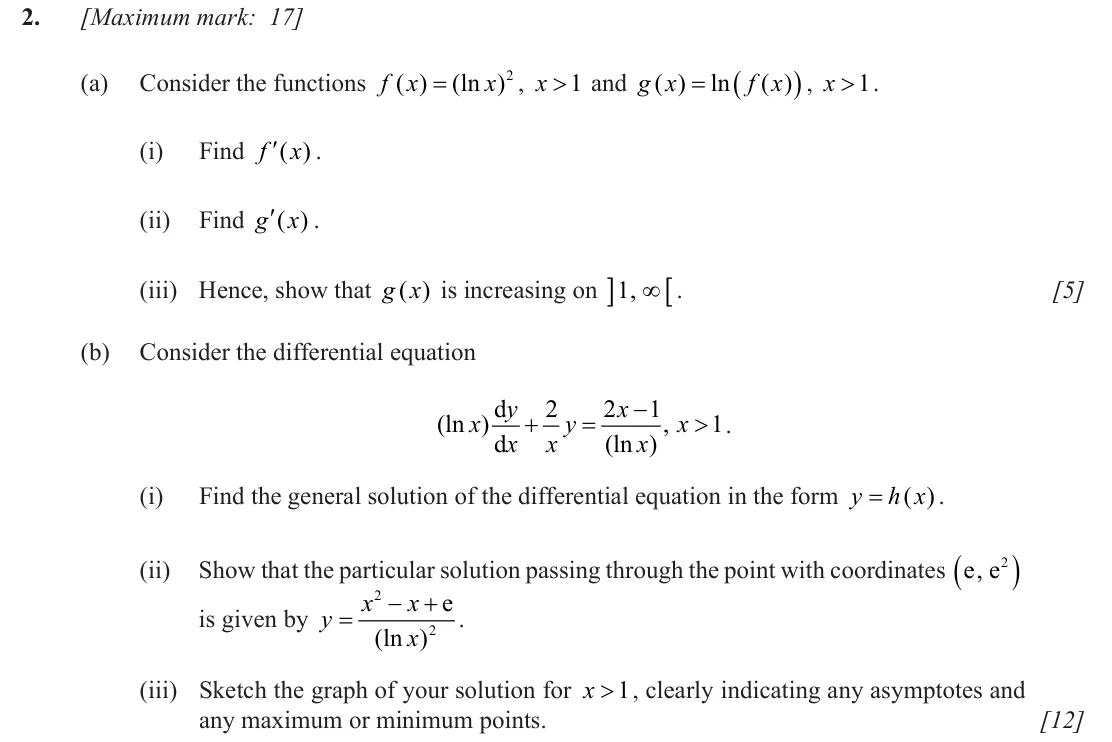 2. [Maximum mark: 17]
(a) Consider the functions f(x) = (ln x)², x > 1 and g(x) = ln(f(x)), x > 1.
(i) Find f′(x).
(ii) Find g′(x).
(iii) Hence, show that g(x) is increasing on ]1, ∞[. [5]
(b) Consider the differential equation
(ln x) dy/dx + 2/x y = (2x − 1)/(ln x), x > 1.
(i) Find the general solution of the differential equation in the form y = h(x).
(ii) Show that the particular solution passing through the point with coordinates (e, e²)
is given by y = (x² − x + e)/(ln x)².
(iii) Sketch the graph of your solution for x > 1, clearly indicating any asymptotes and
any maximum or minimum points. [12]